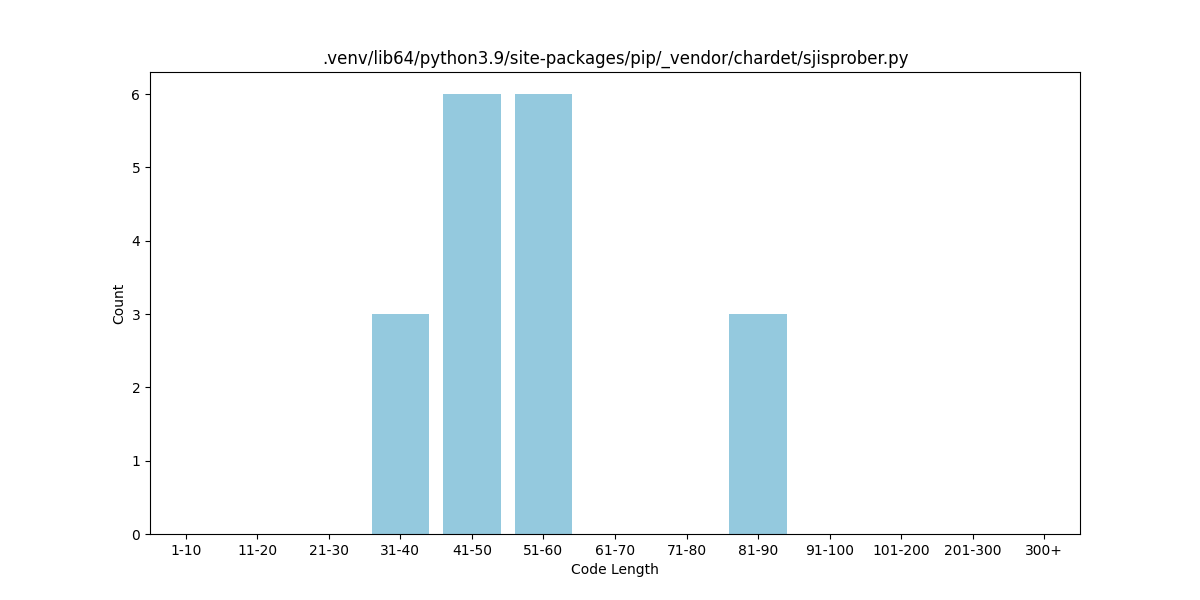 .venv/lib64/python3.9/site-packages/pip/_vendor/chardet/sjisprober.py
6
5
4
3
2
1
0
Count
1-10 11-20 21-30 31-40 41-50 51-60 61-70 71-80 81-90 91-100 101-200 201-300 300+
Code Length